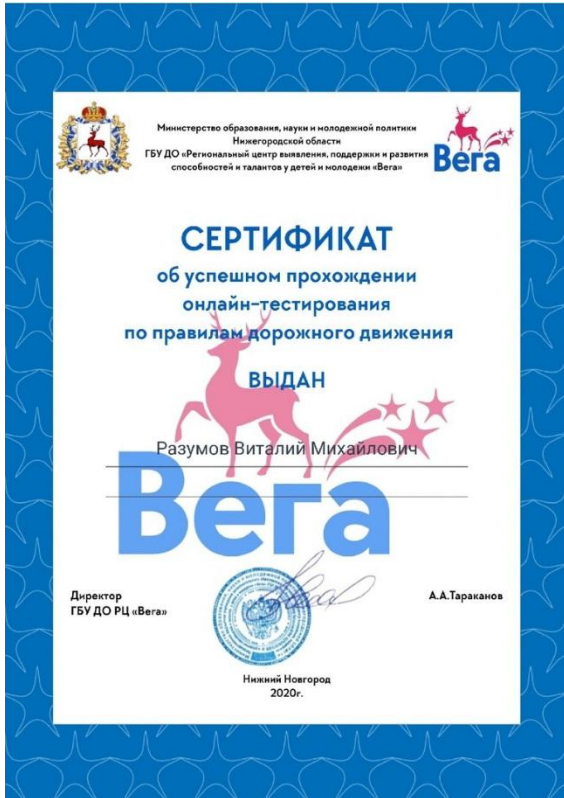 Министерство образования, науки и молодежной политики
Нижегородской области
ГБУ ДО «Региональный центр выявления, поддержки и развития
способностей и талантов у детей и молодежи «Вега»
Вега
СЕРТИФИКАТ
об успешном прохождении
онлайн-тестирования
по правилам дорожного движения
ВЫДАН
Разумов Виталий Михайлович
Вега
Директор
ГБУ ДО РЦ «Вега»
А.А.Тараканов
Нижний Новгород
2020г.